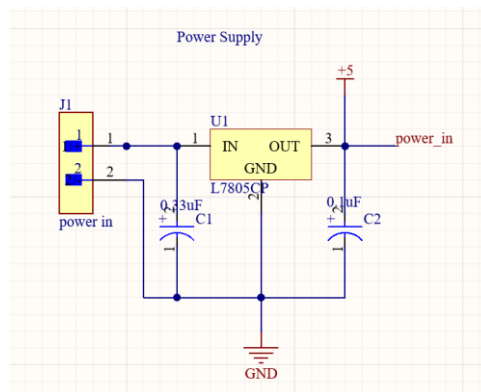 Power Supply
+5
J1
1
1
2
2
power in
U1
1
IN
OUT
3
GND
2
L7805CP
power_in
0.33uF
2
+
C1
1
0.1uF
2
+
C2
1
GND